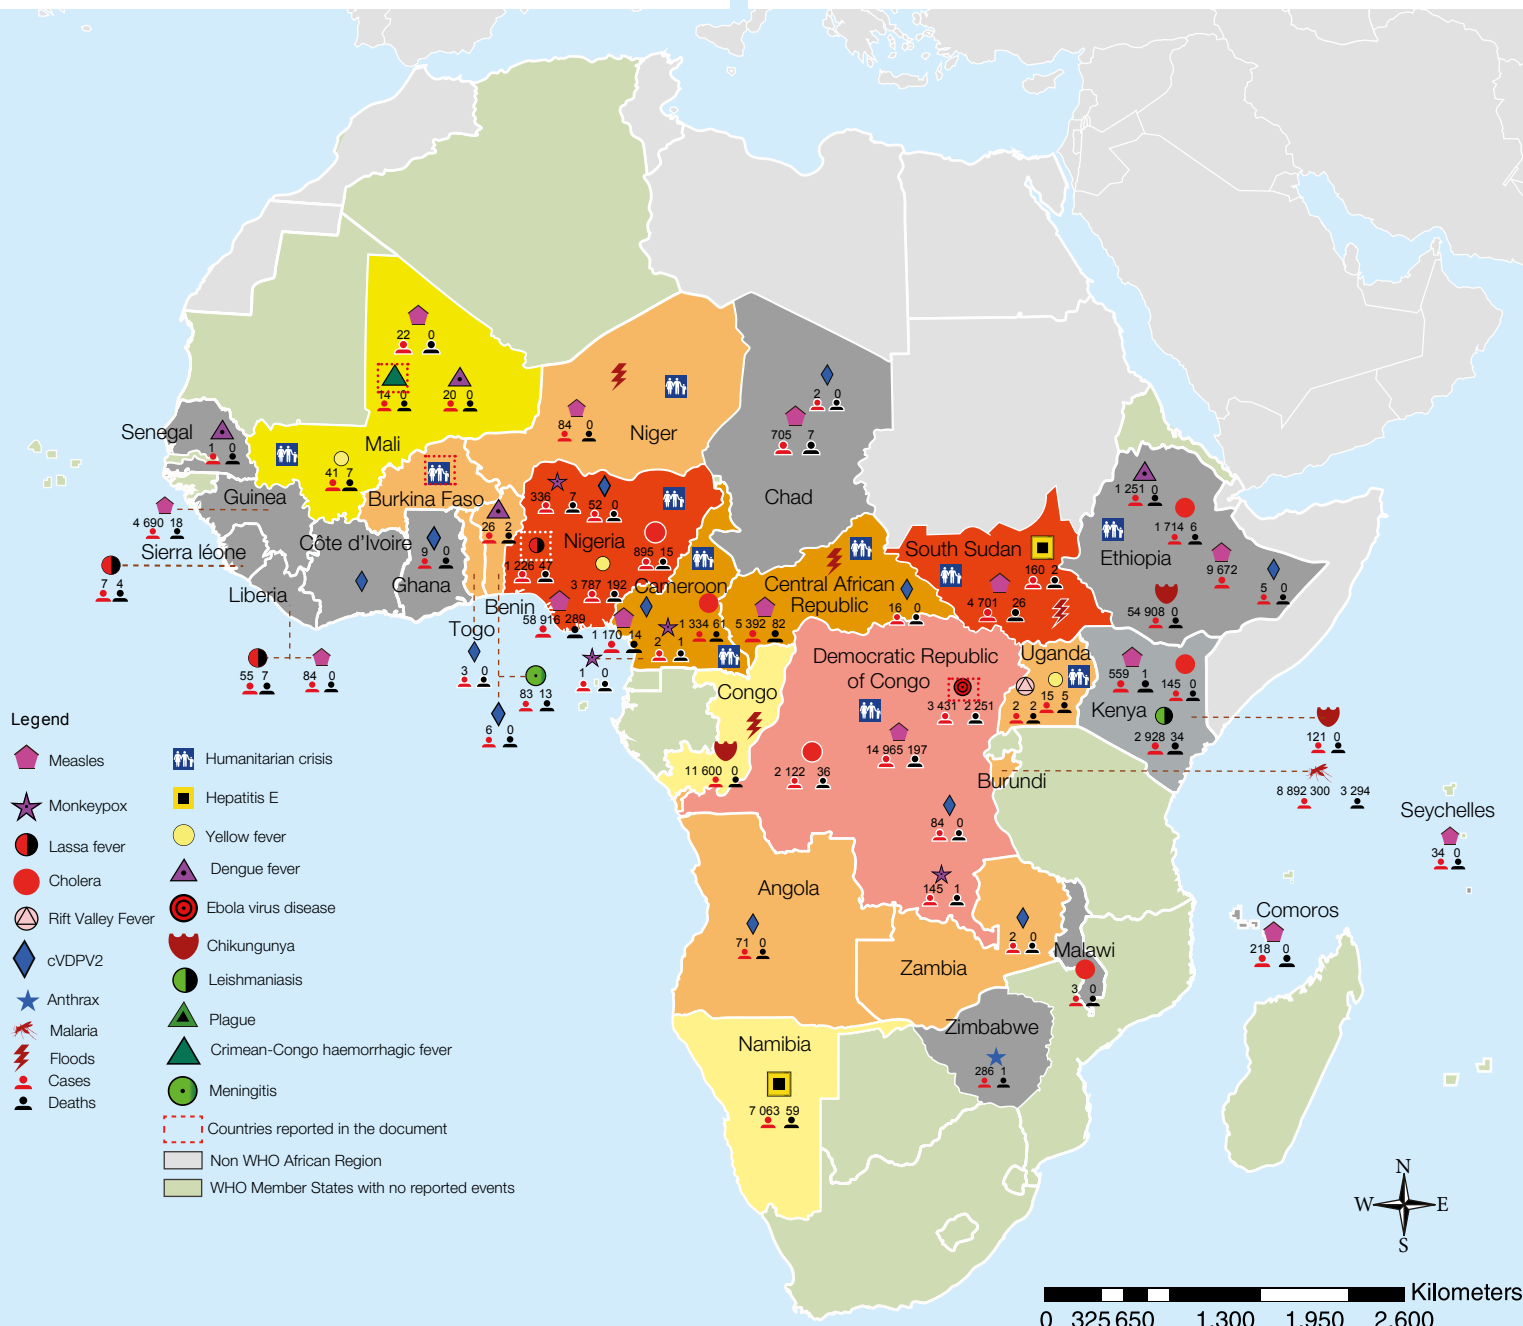 22 0
14 0
20 0
Mali
41 7
Senegal
1 0
Guinea
4 690 18
Sierra léone
7 4
Liberia
55 7
84 0
Côte d'Ivoire
Burkina Faso
Ghana
9 0
26 2
Benin
Togo
3 0
6 0
83 13
Niger
84 0
Nigeria
336 7
52 0
895 15
1 226 47
3 787 192
58 916 289
Cameroon
1 170 14
2 1
1 334 61
1 0
Chad
2 0
705 7
Central African
Republic
5 392 82
16 0
South Sudan
160 2
4 701 26
Ethiopia
1 251 0
1 714 6
9 672
54 908 0
5 0
Uganda
2 2
15 5
Kenya
559 1
145 0
2 928 34
121 0
Burundi
8 892 300 3 294
Democratic Republic
of Congo
3 431 2 251
14 965 197
2 122 36
84 0
145 1
Congo
11 600 0
Angola
71 0
Zambia
2 0
Malawi
3 0
Zimbabwe
286 1
Namibia
7 063 59
Seychelles
34 0
Comoros
218 0
Legend
Measles
Monkeypox
Lassa fever
Cholera
Rift Valley Fever
cVDPV2
Anthrax
Malaria
Floods
Cases
Deaths
Humanitarian crisis
Hepatitis E
Yellow fever
Dengue fever
Ebola virus disease
Chikungunya
Leishmaniasis
Plague
Crimean-Congo haemorrhagic fever
Meningitis
Countries reported in the document
Non WHO African Region
WHO Member States with no reported events
N
W E
S
Kilometers
0 325 650 1.300 1.950 2.600